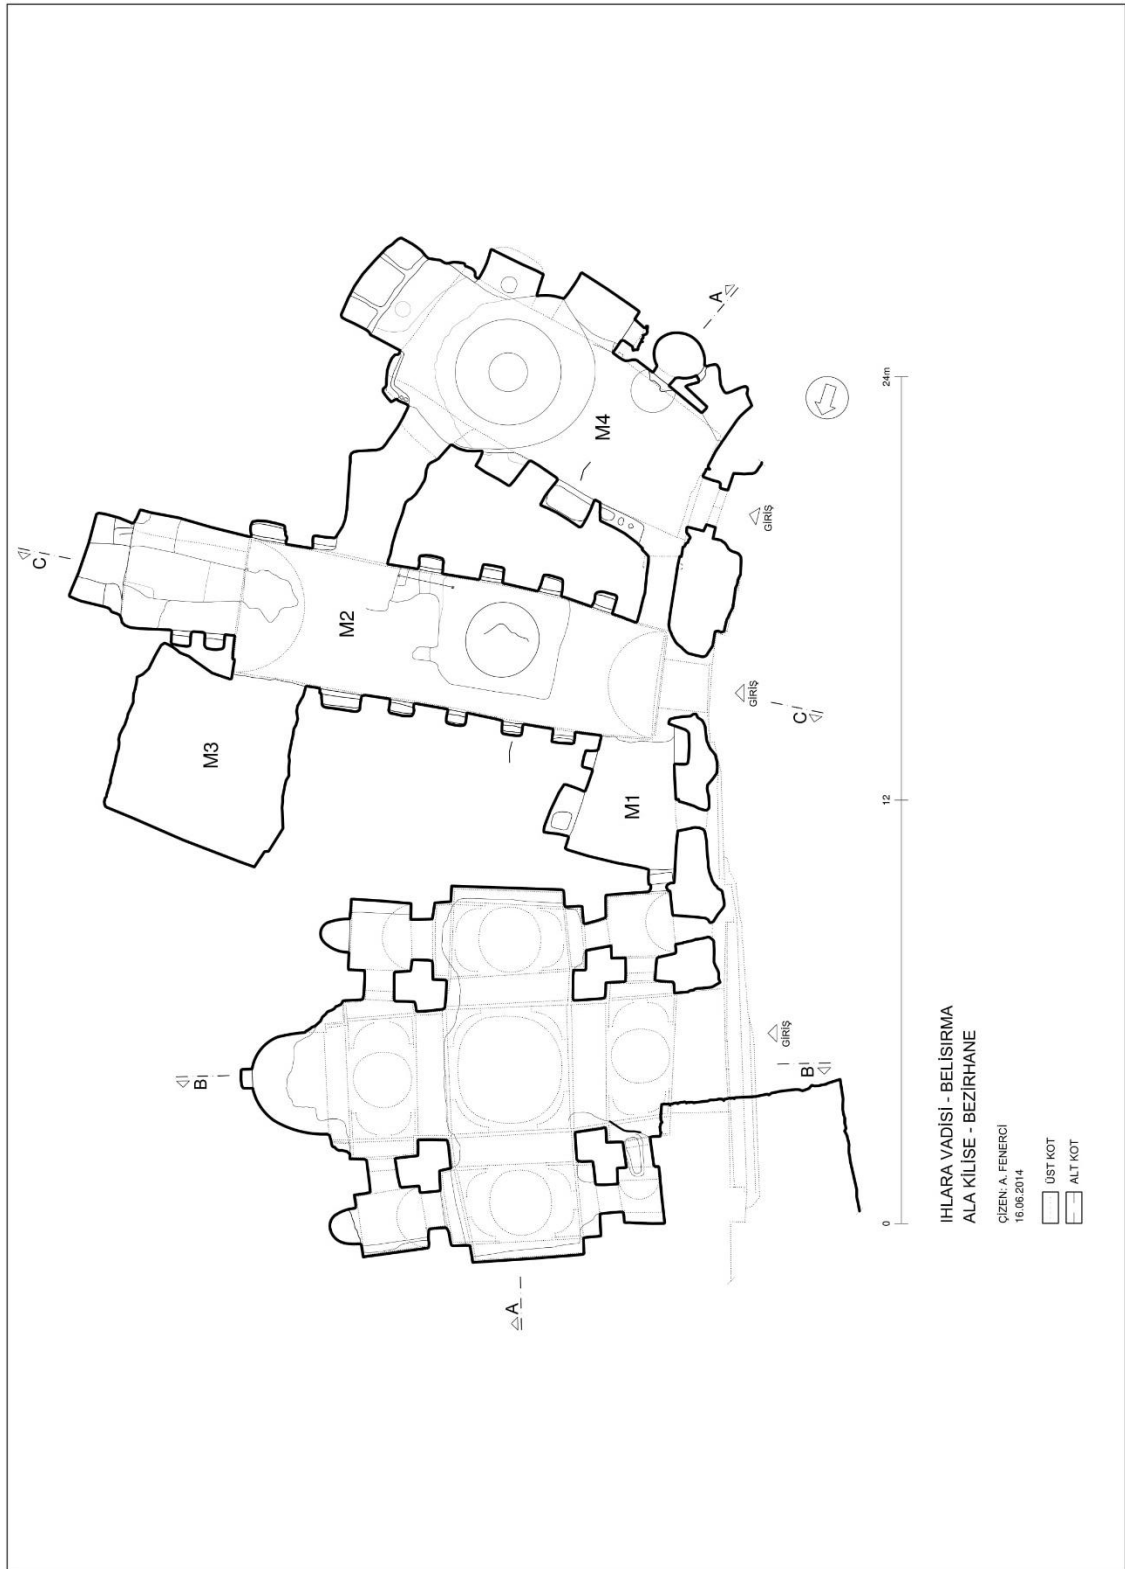 C
A
M4
M2
M3
M1
GİRİŞ
GİRİŞ
GİRİŞ
C
B
B
A
24m
12
0
IHLARA VADİSİ - BELİSIRMA
ALA KİLİSE - BEZİRHANE
ÇİZEN: A. FENERCİ
16.06.2014
ÜST KOT
ALT KOT